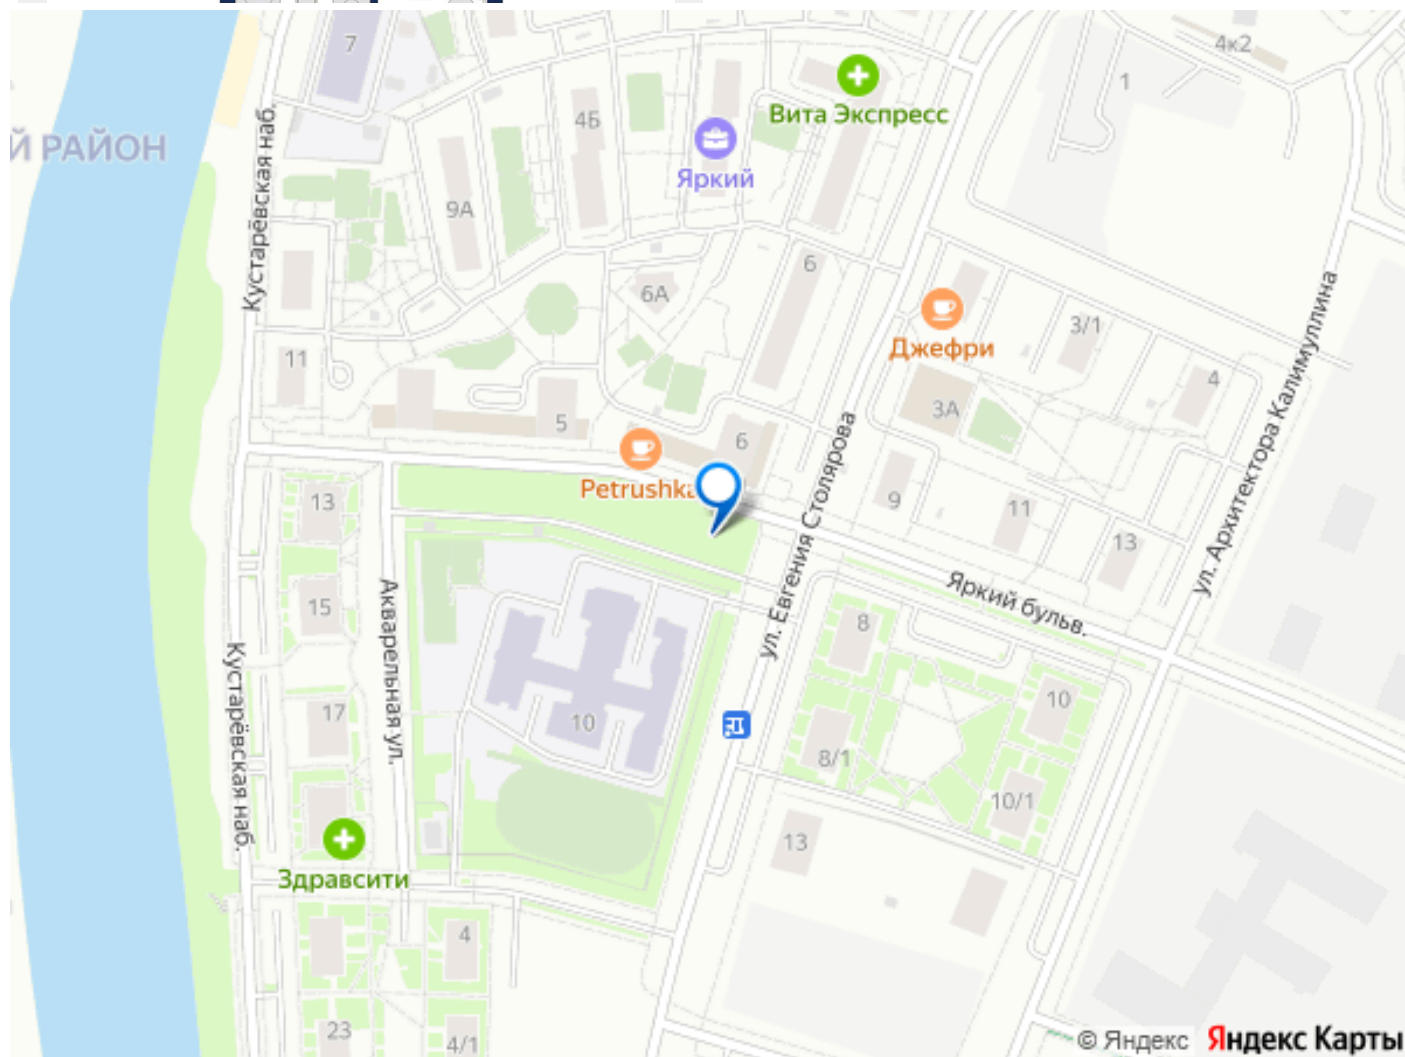 7
4к2
1
Вита Экспресс
4Б
Й РАЙОН
Яркий
Кустарёвская наб.
9А
6
6А
Джефри
3/1
ул. Архитектора Калимуллина
11
4
3А
5
6
Petrushka
ул. Евгения Столярова
13
9
11
13
Яркий бульв.
15
Акварельная ул.
8
Кустарёвская наб.
17
10
10
8/1
10/1
13
Здравсити
4
23
4/1
© Яндекс Яндекс Карты